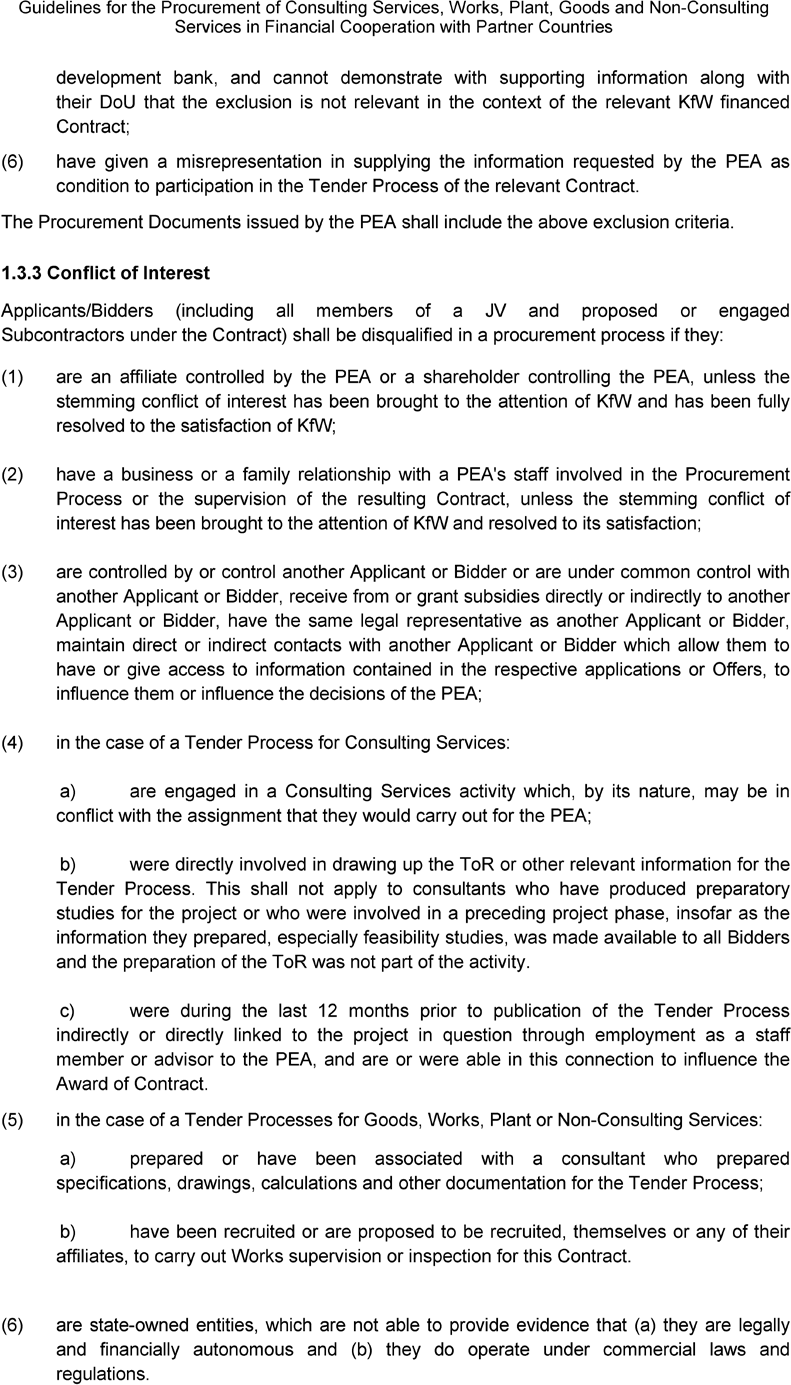 Guidelines for the Procurement of Consulting Services, Works, Plant, Goods and Non-Consulting
Services in Financial Cooperation with Partner Countries
development bank, and cannot demonstrate with supporting information along with
their DoU that the exclusion is not relevant in the context of the relevant KfW financed
Contract;
(6) have given a misrepresentation in supplying the information requested by the PEA as
condition to participation in the Tender Process of the relevant Contract.
The Procurement Documents issued by the PEA shall include the above exclusion criteria.
1.3.3 Conflict of Interest
Applicants/Bidders (including all members of a JV and proposed or engaged
Subcontractors under the Contract) shall be disqualified in a procurement process if they:
(1) are an affiliate controlled by the PEA or a shareholder controlling the PEA, unless the
stemming conflict of interest has been brought to the attention of KfW and has been fully
resolved to the satisfaction of KfW;
(2) have a business or a family relationship with a PEA's staff involved in the Procurement
Process or the supervision of the resulting Contract, unless the stemming conflict of
interest has been brought to the attention of KfW and resolved to its satisfaction;
(3) are controlled by or control another Applicant or Bidder or are under common control with
another Applicant or Bidder, receive from or grant subsidies directly or indirectly to another
Applicant or Bidder, have the same legal representative as another Applicant or Bidder,
maintain direct or indirect contacts with another Applicant or Bidder which allow them to
have or give access to information contained in the respective applications or Offers, to
influence them or influence the decisions of the PEA;
(4) in the case of a Tender Process for Consulting Services:
a) are engaged in a Consulting Services activity which, by its nature, may be in
conflict with the assignment that they would carry out for the PEA;
b) were directly involved in drawing up the ToR or other relevant information for the
Tender Process. This shall not apply to consultants who have produced preparatory
studies for the project or who were involved in a preceding project phase, insofar as the
information they prepared, especially feasibility studies, was made available to all Bidders
and the preparation of the ToR was not part of the activity.
c) were during the last 12 months prior to publication of the Tender Process
indirectly or directly linked to the project in question through employment as a staff
member or advisor to the PEA, and are or were able in this connection to influence the
Award of Contract.
(5) in the case of a Tender Processes for Goods, Works, Plant or Non-Consulting Services:
a) prepared or have been associated with a consultant who prepared
specifications, drawings, calculations and other documentation for the Tender Process;
b) have been recruited or are proposed to be recruited, themselves or any of their
affiliates, to carry out Works supervision or inspection for this Contract.
(6) are state-owned entities, which are not able to provide evidence that (a) they are legally
and financially autonomous and (b) they do operate under commercial laws and
regulations.